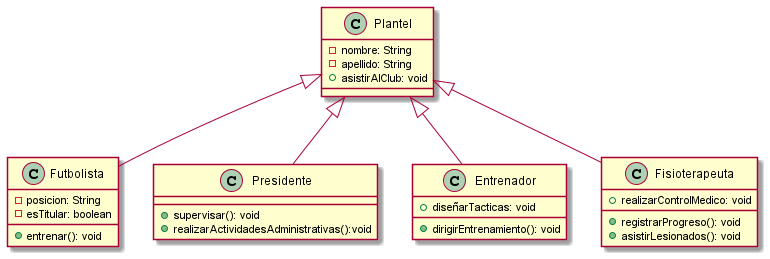 C Plantel
nombre: String
apellido: String
asistirAlClub: void
C Futbolista
posicion: String
esTitular: boolean
entrenar(): void
C Presidente
supervisar(): void
realizarActividadesAdministrativas():void
C Entrenador
diseñarTacticas: void
dirigirEntrenamiento(): void
C Fisioterapeuta
realizarControlMedico: void
registrarProgreso(): void
asistirLesionados(): void